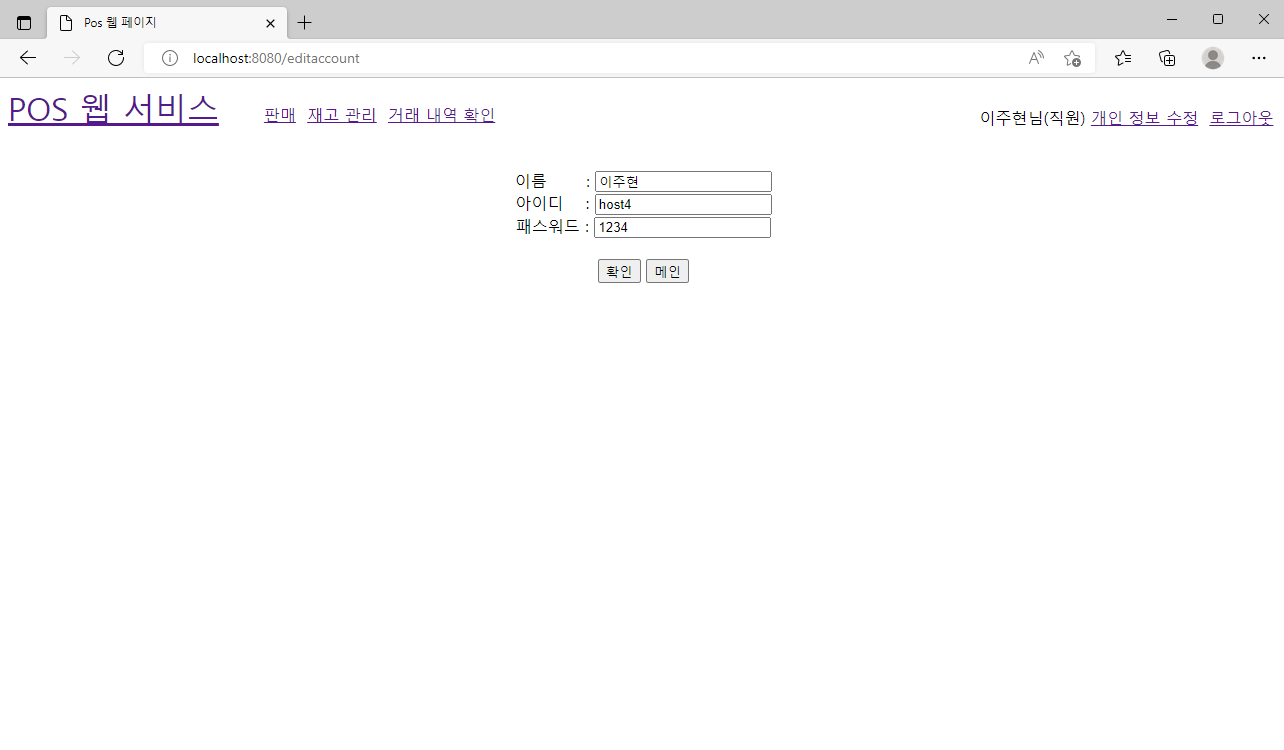 Pos 웹 페이지
localhost:8080/editaccount
POS 웹 서비스 판매 재고 관리 거래 내역 확인 이주현님(직원) 개인 정보 수정 로그아웃
이름 : 이주현
아이디 : host4
패스워드 : 1234
확인 메인